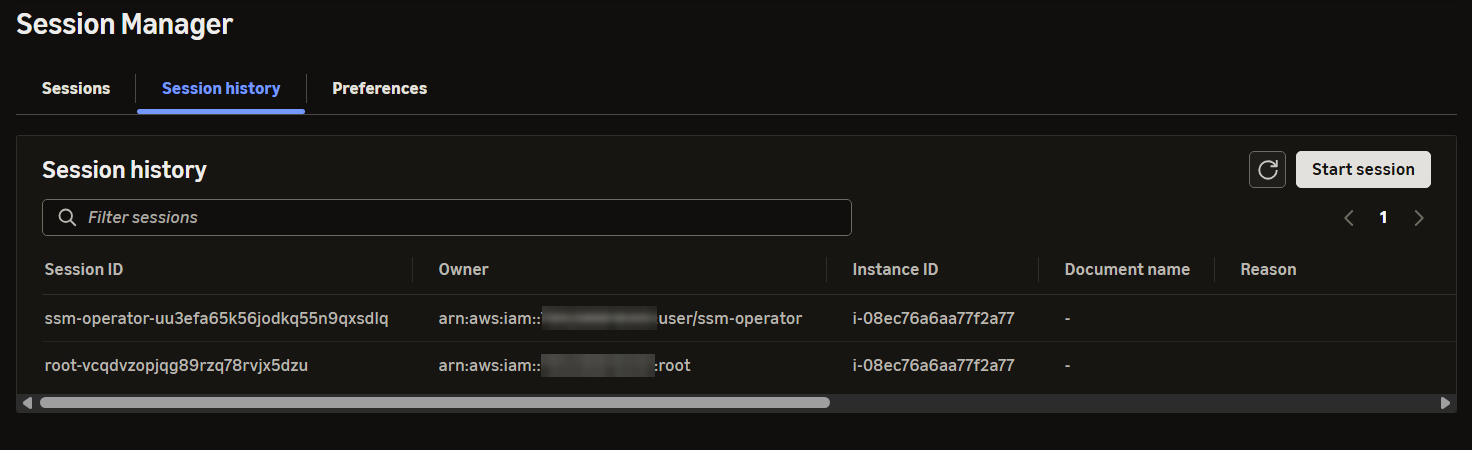 Session Manager
Sessions Session history Preferences
Session history Start session
Filter sessions 1
Session ID Owner Instance ID Document name Reason
ssm-operator-uu3efa65k56jodkq55n9qxsdlq arn:aws:iam:: user/ssm-operator i-08ec76a6aa77f2a77 -
root-vcqdvzopjqg89rzq78rvjx5dzu arn:aws:iam:: :root i-08ec76a6aa77f2a77 -